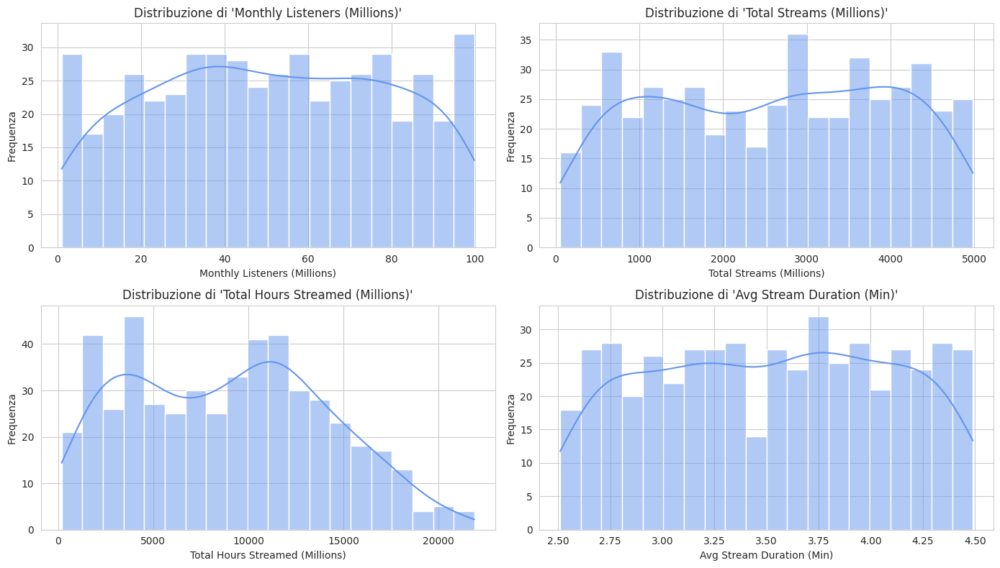 Distribuzione di 'Monthly Listeners (Millions)'
Frequenza
30
25
20
15
10
5
0
0 20 40 60 80 100
Monthly Listeners (Millions)
Distribuzione di 'Total Streams (Millions)'
Frequenza
35
30
25
20
15
10
5
0
0 1000 2000 3000 4000 5000
Total Streams (Millions)
Distribuzione di 'Total Hours Streamed (Millions)'
Frequenza
40
30
20
10
0
0 5000 10000 15000 20000
Total Hours Streamed (Millions)
Distribuzione di 'Avg Stream Duration (Min)'
Frequenza
30
25
20
15
10
5
0
2.50 2.75 3.00 3.25 3.50 3.75 4.00 4.25 4.50
Avg Stream Duration (Min)